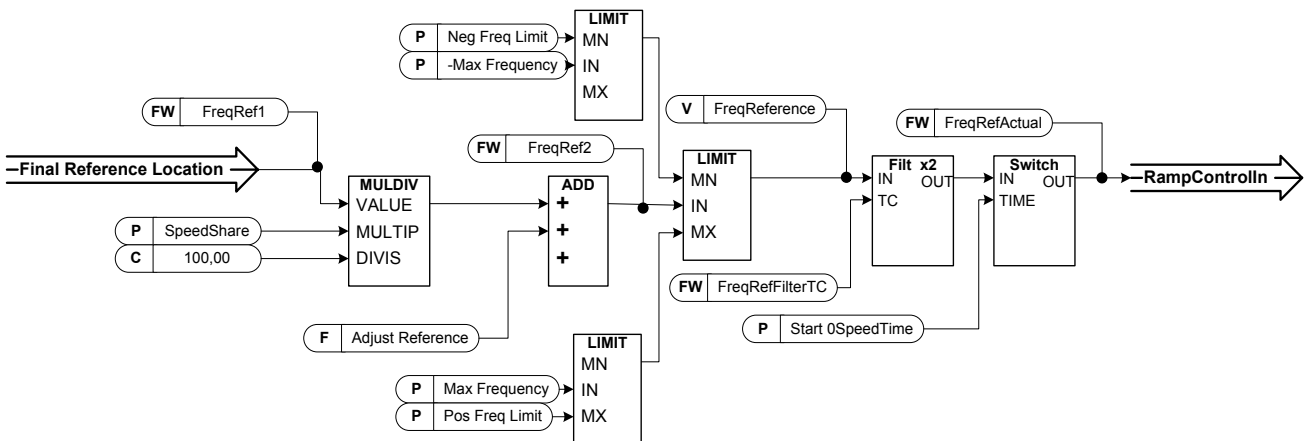 LIMIT
P Neg Freq Limit
MN
P -Max Frequency
IN
MX
FW FreqRef1
V FreqReference
FW FreqRefActual
FW FreqRef2
Final Reference Location
LIMIT
Filt x2
Switch
RampControlIn
MULDIV
ADD
MN
IN OUT
IN OUT
VALUE
+
IN
TC
TIME
P SpeedShare
MULTIP
+
MX
C 100,00
DIVIS
+
FW FreqRefFilterTC
F Adjust Reference
P Start 0SpeedTime
LIMIT
MN
P Max Frequency
IN
P Pos Freq Limit
MX